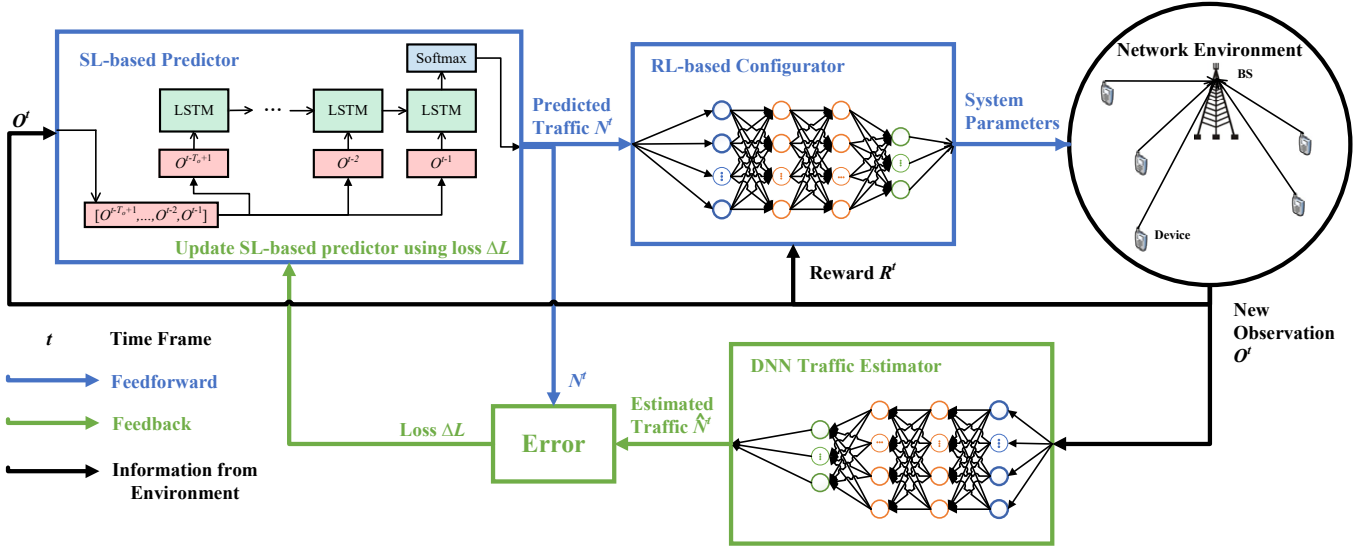 SL-based Predictor
Softmax
LSTM
...
LSTM
LSTM
O^{t-T_o+1}
O^{t-2}
O^{t-1}
[O^{t-T_o+1},...,O^{t-2},O^{t-1}]
Update SL-based predictor using loss ΔL
O^t
Predicted
Traffic N^t
RL-based Configurator
System
Parameters
Network Environment
BS
Device
Reward R^t
New
Observation
O^t
t Time Frame
Feedforward
Feedback
Information from
Environment
N^t
Loss ΔL
Error
Estimated
Traffic N̂^t
DNN Traffic Estimator